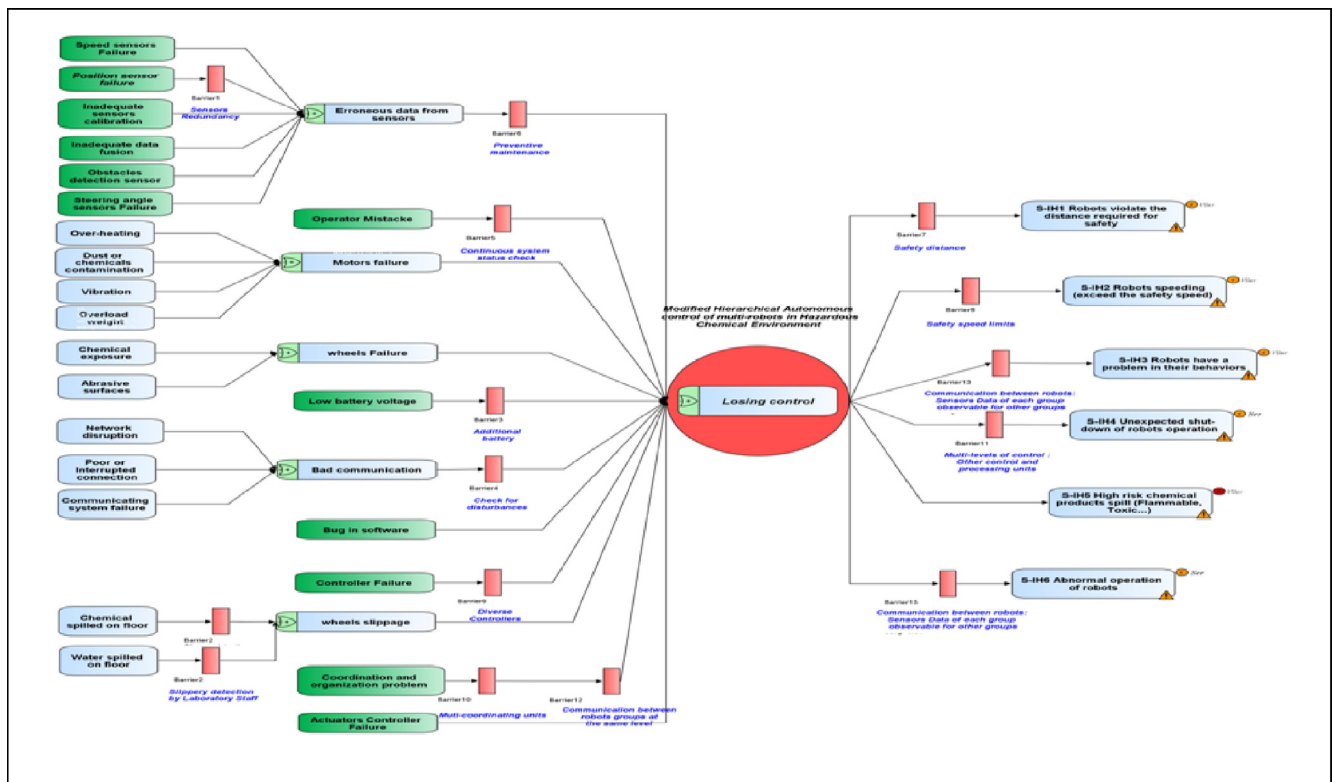 Speed sensors
Failure
Position sensor
failure
Barrier1
Sensors
Redundancy
Inadequate
sensors
calibration
Inadequate data
fusion
Obstacles
detection sensor
Steering angle
sensors Failure
Erroneous data from
sensors
Barrier6
Preventive
maintenance
Operator Mistacke
Barrier5
Continuous system
status check
Over-heating
Dust or
chemicals
contamination
Vibration
Overload
weight
Motors failure
Chemical
exposure
Abrasive
surfaces
wheels Failure
Low battery voltage
Barrier3
Additional
battery
Network
disruption
Poor or
Interrupted
connection
Communicating
system failure
Bad communication
Barrier4
Check for
disturbances
Bug in software
Controller Failure
Diverse
Controllers
Chemical
spilled on floor
Barrier2
Water spilled
on floor
Barrier2
Slippery detection
by Laboratory Staff
wheels slippage
Coordination and
organization problem
Barrier10
Muti-coordinating units
Barrier12
Communication between
robots groups at
the same level
Actuators Controller
Failure
Modified Hierarchical Autonomous
control of multi-robots in Hazardous
Chemical Environment
Losing control
Barrier7
Safety distance
S-IH1 Robots violate the
distance required for
safety
Safety speed limits
S-IH2 Robots speeding
(exceed the safety speed)
Barrier13
Communication between robots:
Sensors Data of each group
observable for other groups
S-IH3 Robots have a
problem in their behaviors
Barrier11
Multi-levels of control :
Other control and
processing units
S-IH4 Unexpected shut-
down of robots operation
S-IH5 High risk chemical
products spill (Flammable,
Toxic...)
Barrier15
Communication between robots:
Sensors Data of each group
observable for other groups
S-IH6 Abnormal operation
of robots